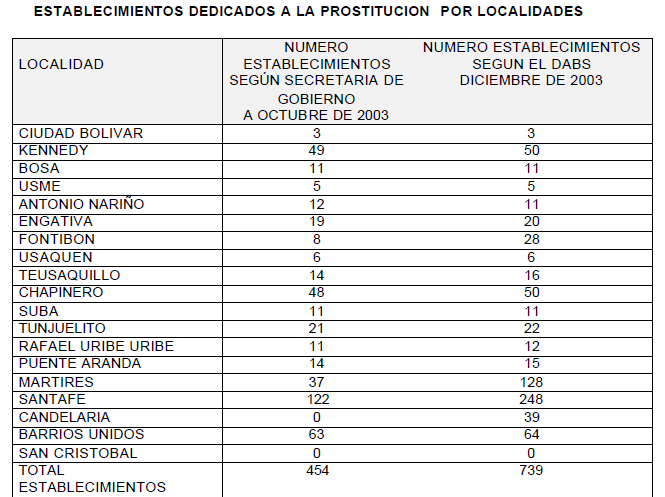 ESTABLECIMIENTOS DEDICADOS A LA PROSTITUCION POR LOCALIDADES
LOCALIDAD
NUMERO
ESTABLECIMIENTOS
SEGÚN SECRETARIA DE
GOBIERNO
A OCTUBRE DE 2003
NUMERO ESTABLECIMIENTOS
SEGUN EL DABS
DICIEMBRE DE 2003
CIUDAD BOLIVAR 3 3
KENNEDY 49 50
BOSA 11 11
USME 5 5
ANTONIO NARIÑO 12 11
ENGATIVA 19 20
FONTIBON 8 28
USAQUEN 6 6
TEUSAQUILLO 14 16
CHAPINERO 48 50
SUBA 11 11
TUNJUELITO 21 22
RAFAEL URIBE URIBE 11 12
PUENTE ARANDA 14 15
MARTIRES 37 128
SANTAFE 122 248
CANDELARIA 0 39
BARRIOS UNIDOS 63 64
SAN CRISTOBAL 0 0
TOTAL 454 739
ESTABLECIMIENTOS